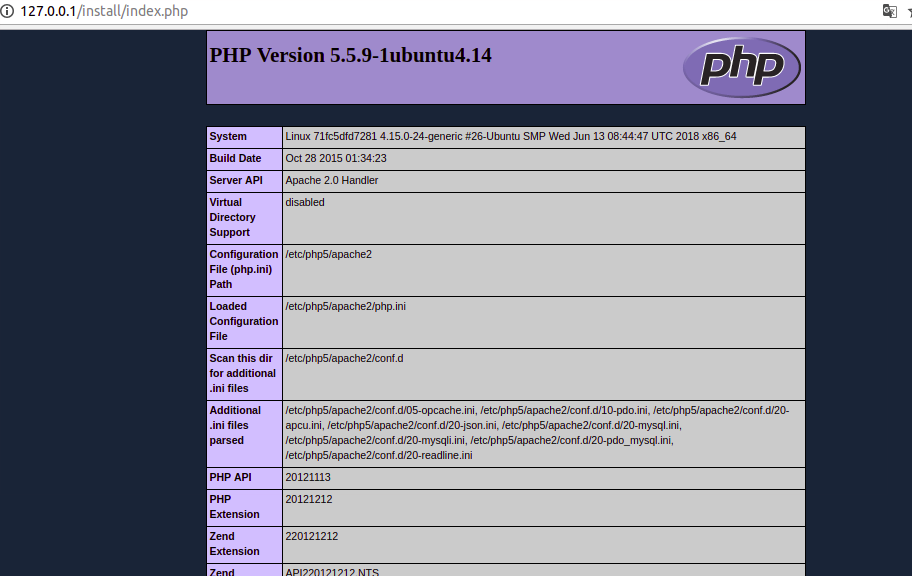 127.0.0.1/install/index.php
PHP Version 5.5.9-1ubuntu4.14
php
System
Linux 71fc5dfd7281 4.15.0-24-generic #26-Ubuntu SMP Wed Jun 13 08:44:47 UTC 2018 x86_64
Build Date
Oct 28 2015 01:34:23
Server API
Apache 2.0 Handler
Virtual
Directory
Support
disabled
Configuration
File (php.ini)
Path
/etc/php5/apache2
Loaded
Configuration
File
/etc/php5/apache2/php.ini
Scan this dir
for additional
.ini files
/etc/php5/apache2/conf.d
Additional
.ini files
parsed
/etc/php5/apache2/conf.d/05-opcache.ini, /etc/php5/apache2/conf.d/10-pdo.ini, /etc/php5/apache2/conf.d/20-
apcu.ini, /etc/php5/apache2/conf.d/20-json.ini, /etc/php5/apache2/conf.d/20-mysql.ini,
/etc/php5/apache2/conf.d/20-mysqli.ini, /etc/php5/apache2/conf.d/20-pdo_mysql.ini,
/etc/php5/apache2/conf.d/20-readline.ini
PHP API
20121113
PHP
Extension
20121212
Zend
Extension
220121212
Zend
API220121212,NTS